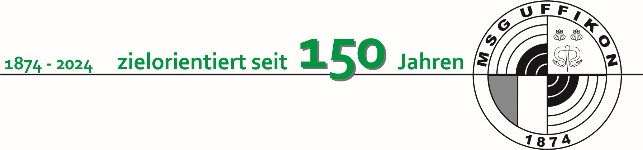 1874 - 2024 zielorientiert seit 150 Jahren
MSG UFFIKON
1874